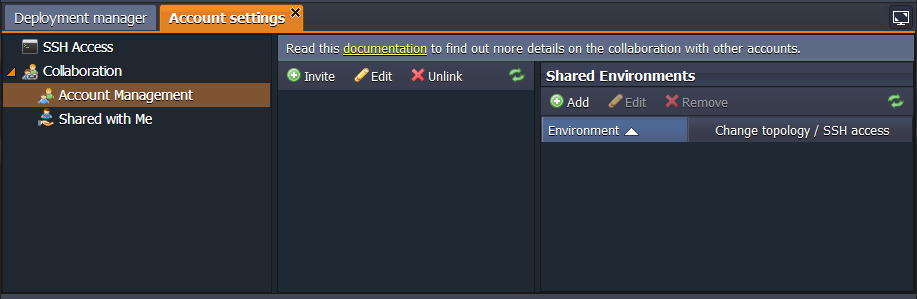 Deployment manager
Account settings
SSH Access
Collaboration
Account Management
Shared with Me
Read this documentation to find out more details on the collaboration with other accounts.
Invite Edit Unlink
Shared Environments
Add Edit Remove
Environment Change topology / SSH access